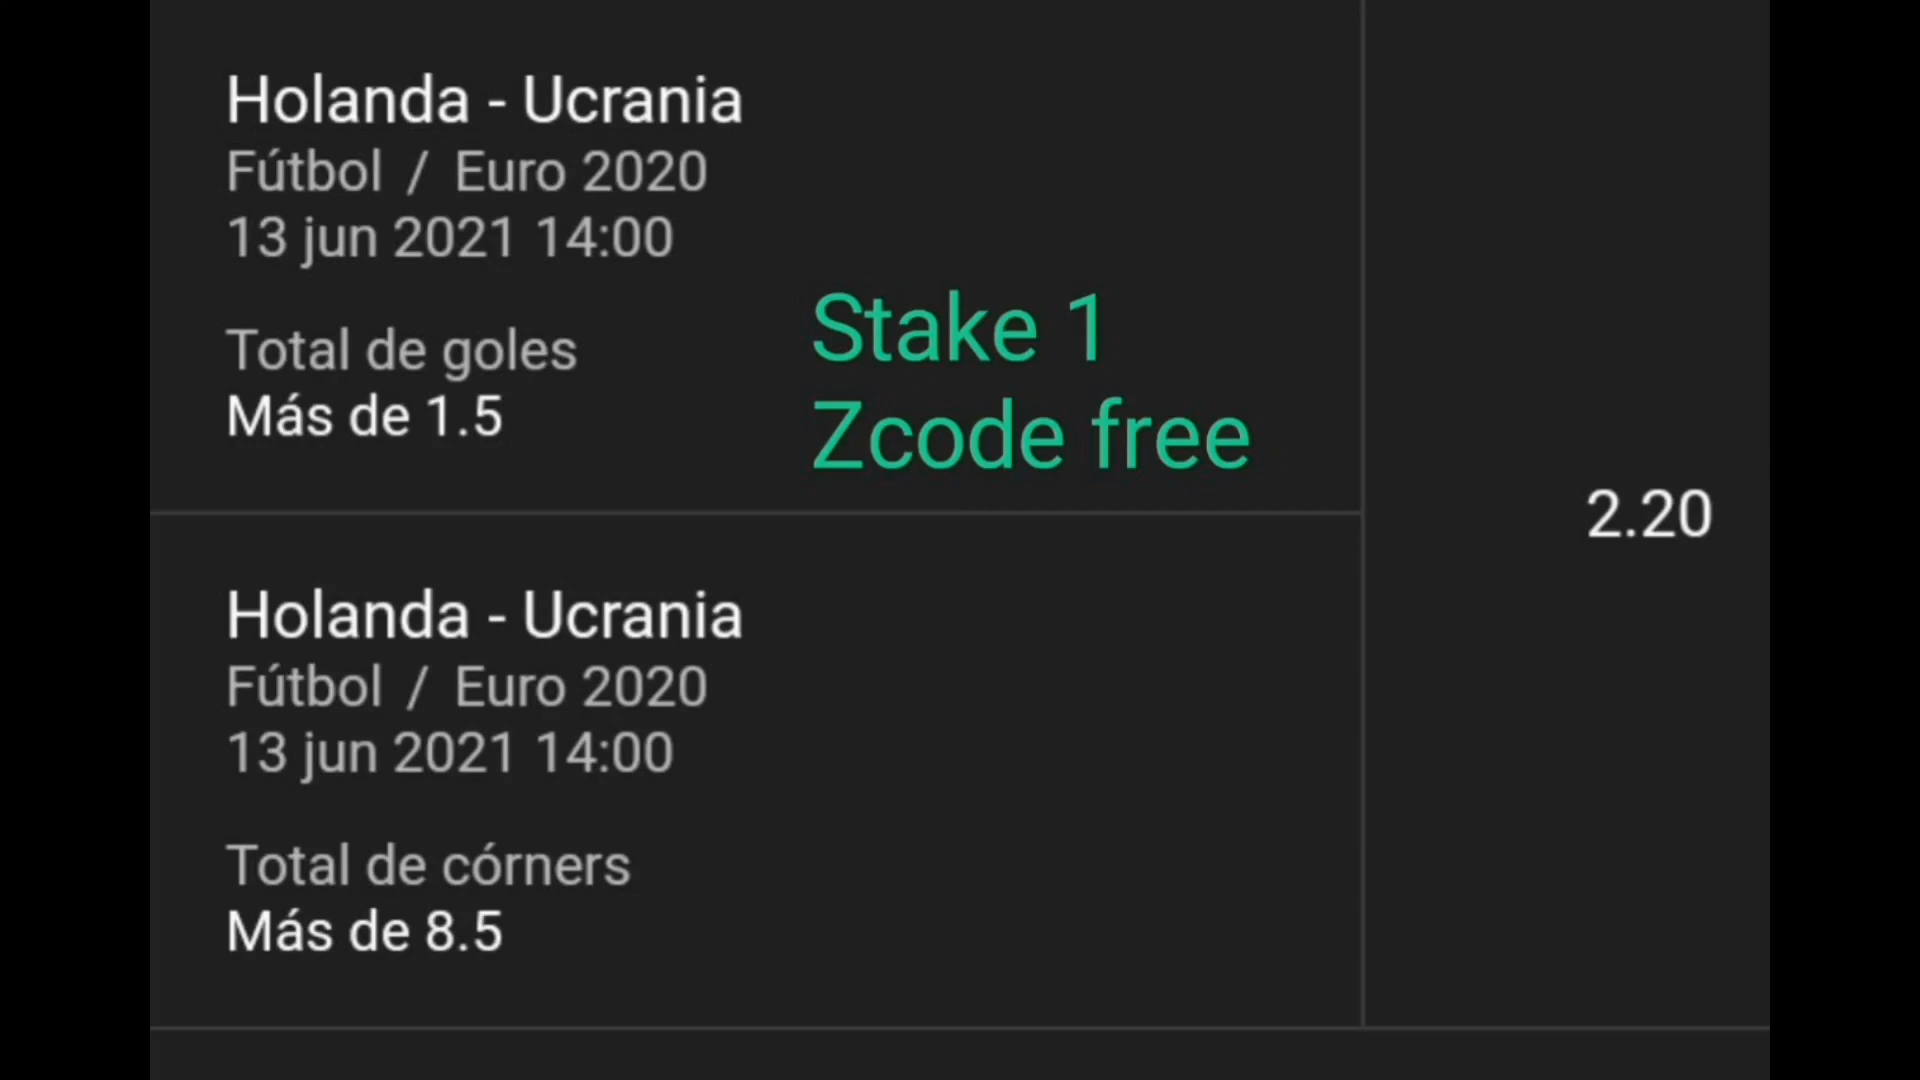 Holanda - Ucrania
Fútbol / Euro 2020
13 jun 2021 14:00
Total de goles
Más de 1.5
Stake 1
Zcode free
2.20
Holanda - Ucrania
Fútbol / Euro 2020
13 jun 2021 14:00
Total de córners
Más de 8.5